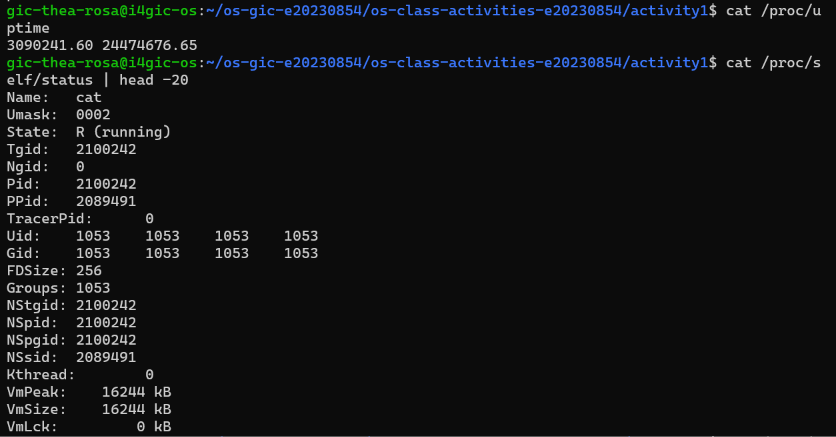 gic-thea-rosa@i4gic-os:~/os-gic-e20230854/os-class-activities-e20230854/activity1$ cat /proc/u
ptime
3090241.60 24474676.65
gic-thea-rosa@i4gic-os:~/os-gic-e20230854/os-class-activities-e20230854/activity1$ cat /proc/s
elf/status | head -20
Name:   cat
Umask:  0002
State:  R (running)
Tgid:   2100242
Ngid:   0
Pid:    2100242
PPid:   2089491
TracerPid:      0
Uid:    1053    1053    1053    1053
Gid:    1053    1053    1053    1053
FDSize: 256
Groups: 1053
NStgid: 2100242
NSpid:  2100242
NSpgid: 2100242
NSsid:  2089491
Kthread:        0
VmPeak:    16244 kB
VmSize:    16244 kB
VmLck:         0 kB